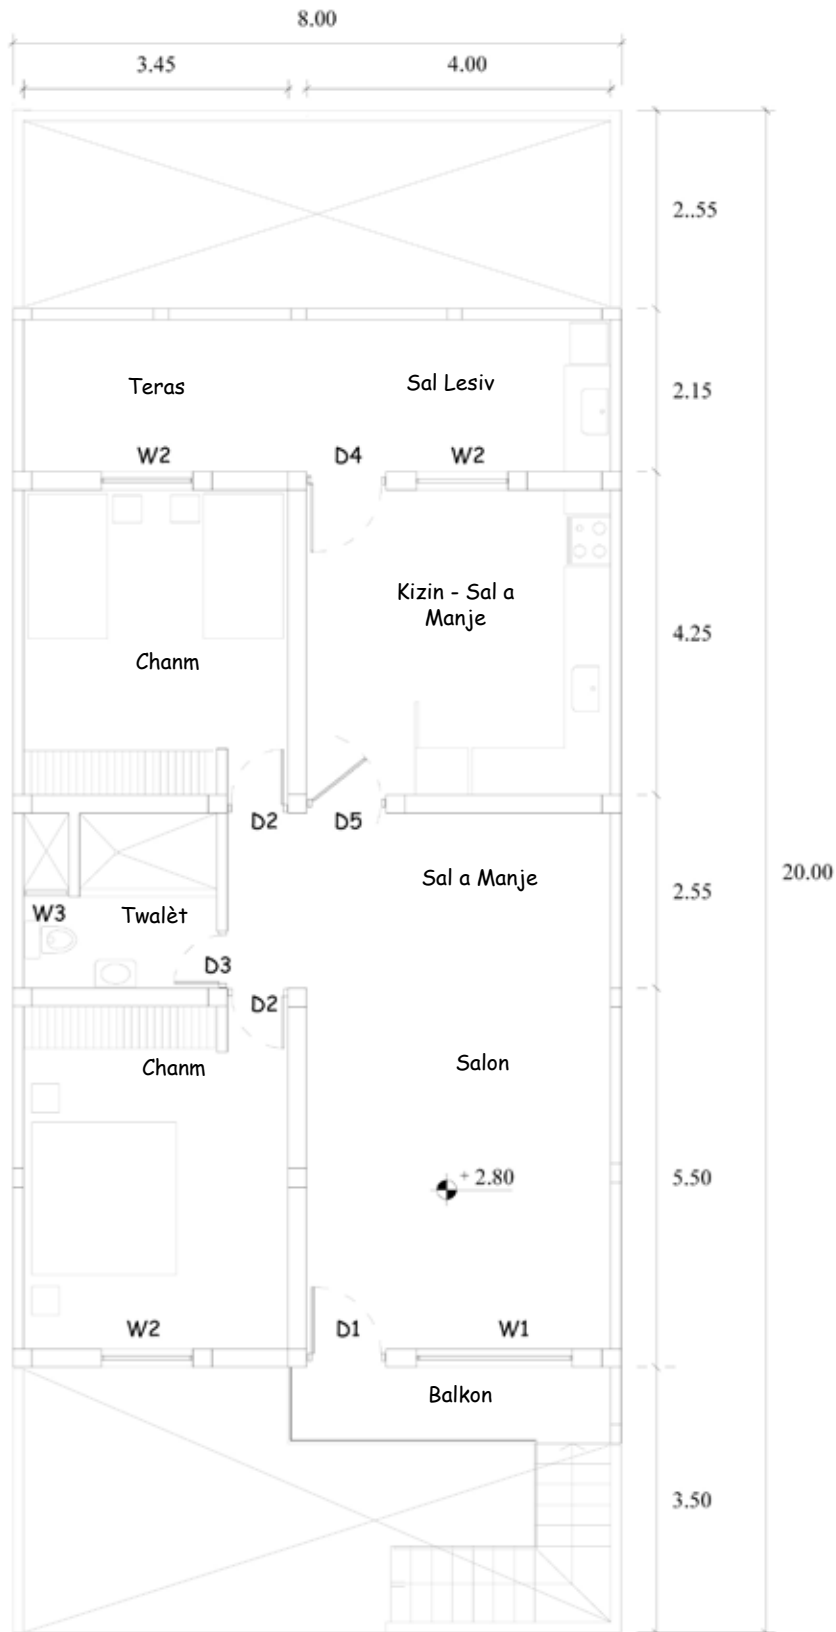 8.00
3.45
4.00
2..55
Teras
Sal Lesiv
2.15
W2
D4
W2
Kizin - Sal a
Manje
4.25
Chanm
D2
D5
Sal a Manje
20.00
2.55
W3
Twalèt
D3
D2
Chanm
Salon
+ 2.80
5.50
W2
D1
W1
Balkon
3.50